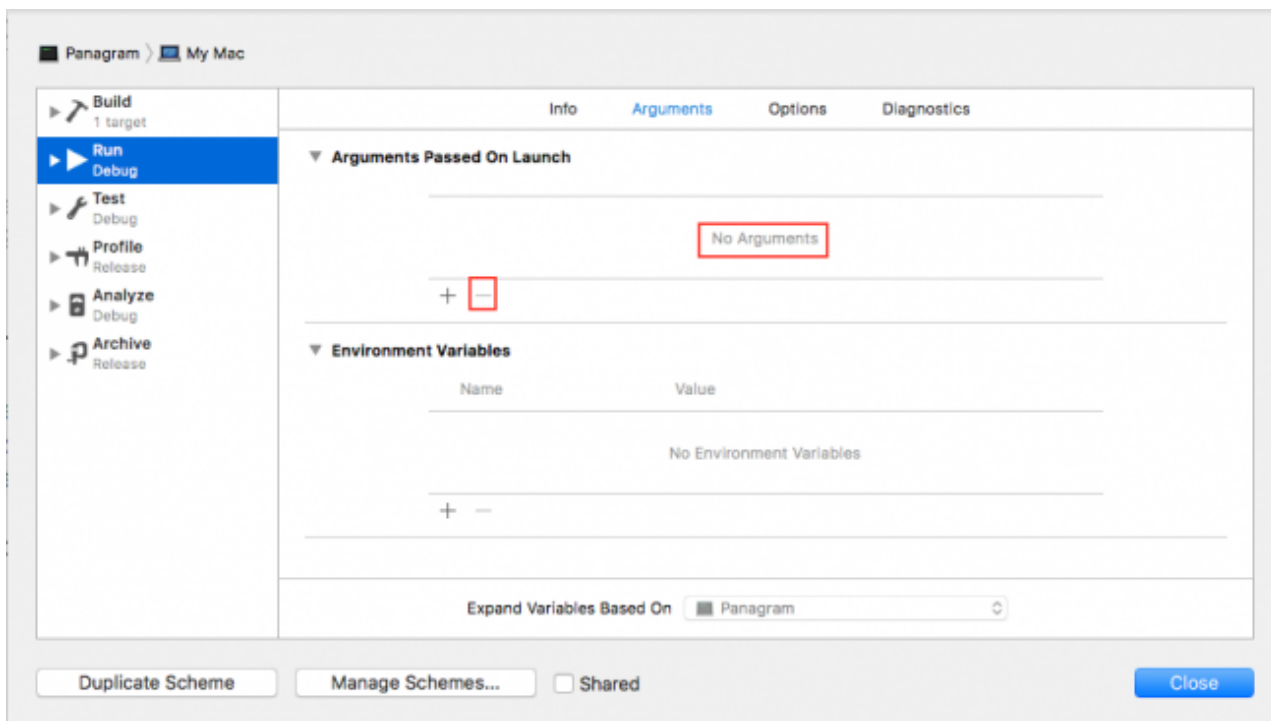 Panagram My Mac
Build
1 target
Run
Debug
Test
Debug
Profile
Release
Analyze
Debug
Archive
Release
Info Arguments Options Diagnostics
Arguments Passed On Launch
No Arguments
+ −
Environment Variables
Name Value
No Environment Variables
+ −
Expand Variables Based On Panagram
Duplicate Scheme Manage Schemes... Shared Close